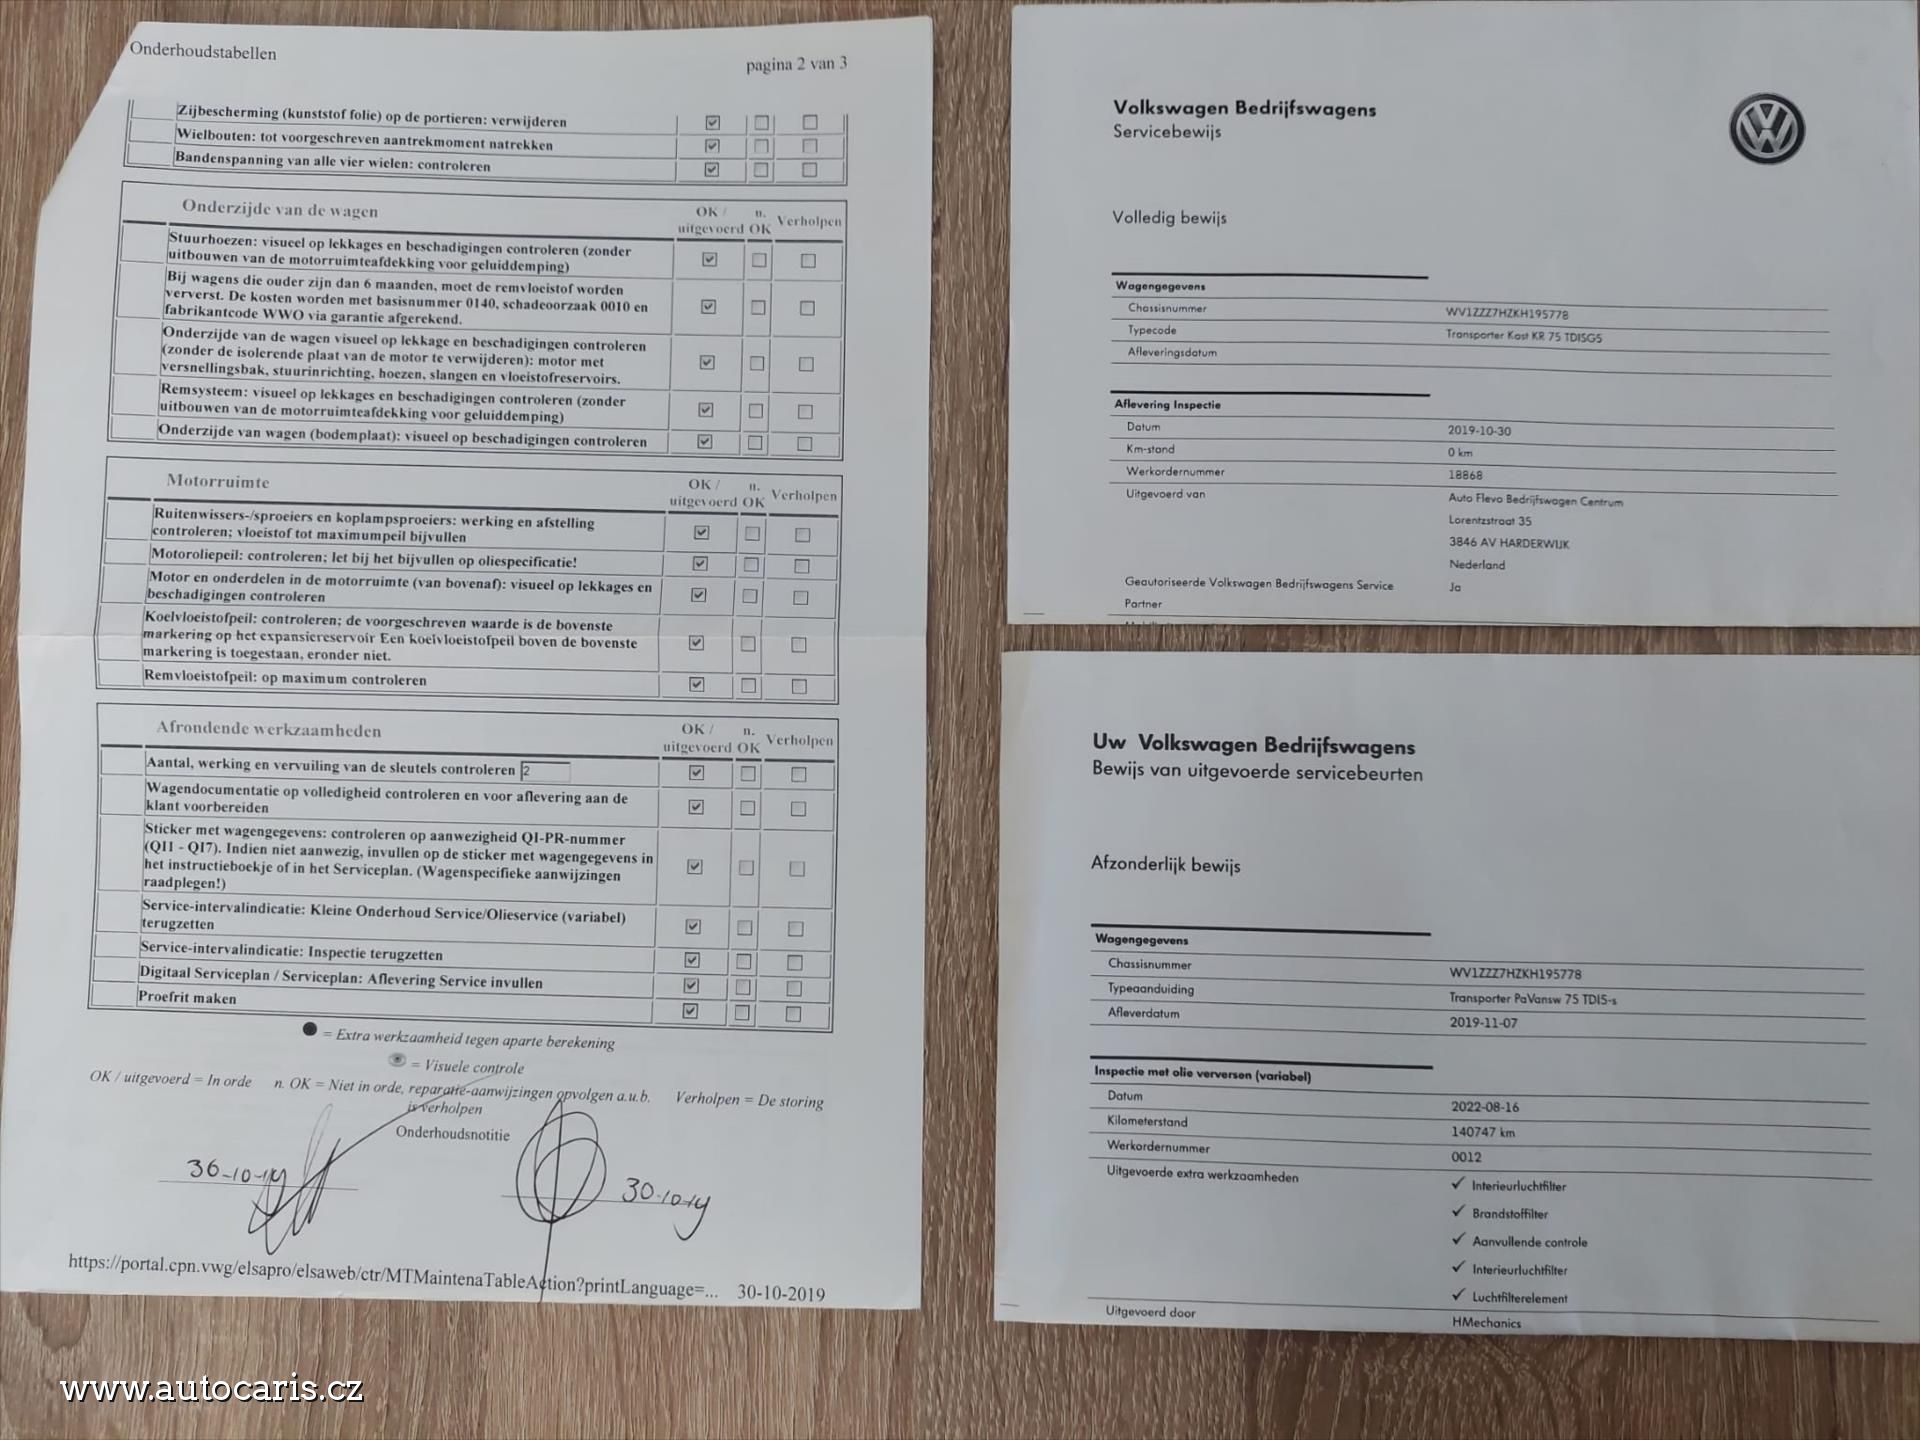 Onderhoudstabellen
pagina 2 van 3
Zijbescherming (kunststof folie) op de portieren: verwijderen
Wielbouten: tot voorgeschreven aantrekmoment natrekken
Bandenspanning van alle vier wielen: controleren
Onderzijde van de wagen
OK / uitgevoerd
n. OK
Verholpen
Stuurhoezen: visueel op lekkages en beschadigingen controleren (zonder
uitbouwen van de motorruimteafdekking voor geluiddemping)
Bij wagens die ouder zijn dan 6 maanden, moet de remvloeistof worden
ververst. De kosten worden met basisnummer 0140, schadeoorzaak 0010 en
fabrikantcode WWO via garantie afgerekend.
Onderzijde van de wagen visueel op lekkage en beschadigingen controleren
(zonder de isolerende plaat van de motor te verwijderen): motor met
versnellingsbak, stuurinrichting, hoezen, slangen en vloeistofreservoirs.
Remsysteem: visueel op lekkages en beschadigingen controleren (zonder
uitbouwen van de motorruimteafdekking voor geluiddemping)
Onderzijde van wagen (bodemplaat): visueel op beschadigingen controleren
Motorruimte
OK / uitgevoerd
n. OK
Verholpen
Ruitenwissers-/sproeiers en koplampsproeiers: werking en afstelling
controleren; vloeistof tot maximumpeil bijvullen
Motoroliepeil: controleren; let bij het bijvullen op oliespecificatie!
Motor en onderdelen in de motorruimte (van bovenaf): visueel op lekkages en
beschadigingen controleren
Koelvloeistofpeil: controleren; de voorgeschreven waarde is de bovenste
markering op het expansiereservoir Een koelvloeistofpeil boven de bovenste
markering is toegestaan, eronder niet.
Remvloeistofpeil: op maximum controleren
Afrondende werkzaamheden
OK / uitgevoerd
n. OK
Verholpen
Aantal, werking en vervuiling van de sleutels controleren 2
Wagendocumentatie op volledigheid controleren en voor aflevering aan de
klant voorbereiden
Sticker met wagengegevens: controleren op aanwezigheid QI-PR-nummer
(QI1 - QI7). Indien niet aanwezig, invullen op de sticker met wagengegevens in
het instructieboekje of in het Serviceplan. (Wagenspecifieke aanwijzingen
raadplegen!)
Service-intervalindicatie: Kleine Onderhoud Service/Olieservice (variabel)
terugzetten
Service-intervalindicatie: Inspectie terugzetten
Digitaal Serviceplan / Serviceplan: Aflevering Service invullen
Proefrit maken
= Extra werkzaamheid tegen aparte berekening
= Visuele controle
OK / uitgevoerd = In orde n. OK = Niet in orde, reparatie-aanwijzingen opvolgen a.u.b. Verholpen = De storing
is verholpen
Onderhoudsnotitie
30-10-19
30-10-19
https://portal.cpn.vwg/elsapro/elsaweb/ctr/MTMaintenaTableAction?printLanguage=... 30-10-2019
Volkswagen Bedrijfswagens
Servicebewijs
Volledig bewijs
Wagengegevens
Chassisnummer WV1ZZZ7HZKH195778
Typecode Transporter Kast KR 75 TDI5G5
Afleveringsdatum
Aflevering Inspectie
Datum 2019-10-30
Km-stand 0 km
Werkordernummer 18868
Uitgevoerd van Auto Flevo Bedrijfswagen Centrum
Lorentzstraat 35
3846 AV HARDERWIJK
Nederland
Geautoriseerde Volkswagen Bedrijfswagens Service Ja
Partner
Uw Volkswagen Bedrijfswagens
Bewijs van uitgevoerde servicebeurten
Afzonderlijk bewijs
Wagengegevens
Chassisnummer WV1ZZZ7HZKH195778
Typeaanduiding Transporter PaVansw 75 TDI5-s
Afleverdatum 2019-11-07
Inspectie met olie verversen (variabel)
Datum 2022-08-16
Kilometerstand 140747 km
Werkordernummer 0012
Uitgevoerde extra werkzaamheden ✓ Interieurluchtfilter
✓ Brandstoffilter
✓ Aanvullende controle
✓ Interieurluchtfilter
✓ Luchtfilterelement
Uitgevoerd door HMechanics
www.autocaris.cz